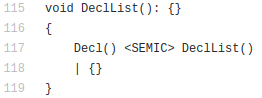 115 void DeclList(): {}
116 {
117     Decl() <SEMIC> DeclList()
118     | {}
119 }